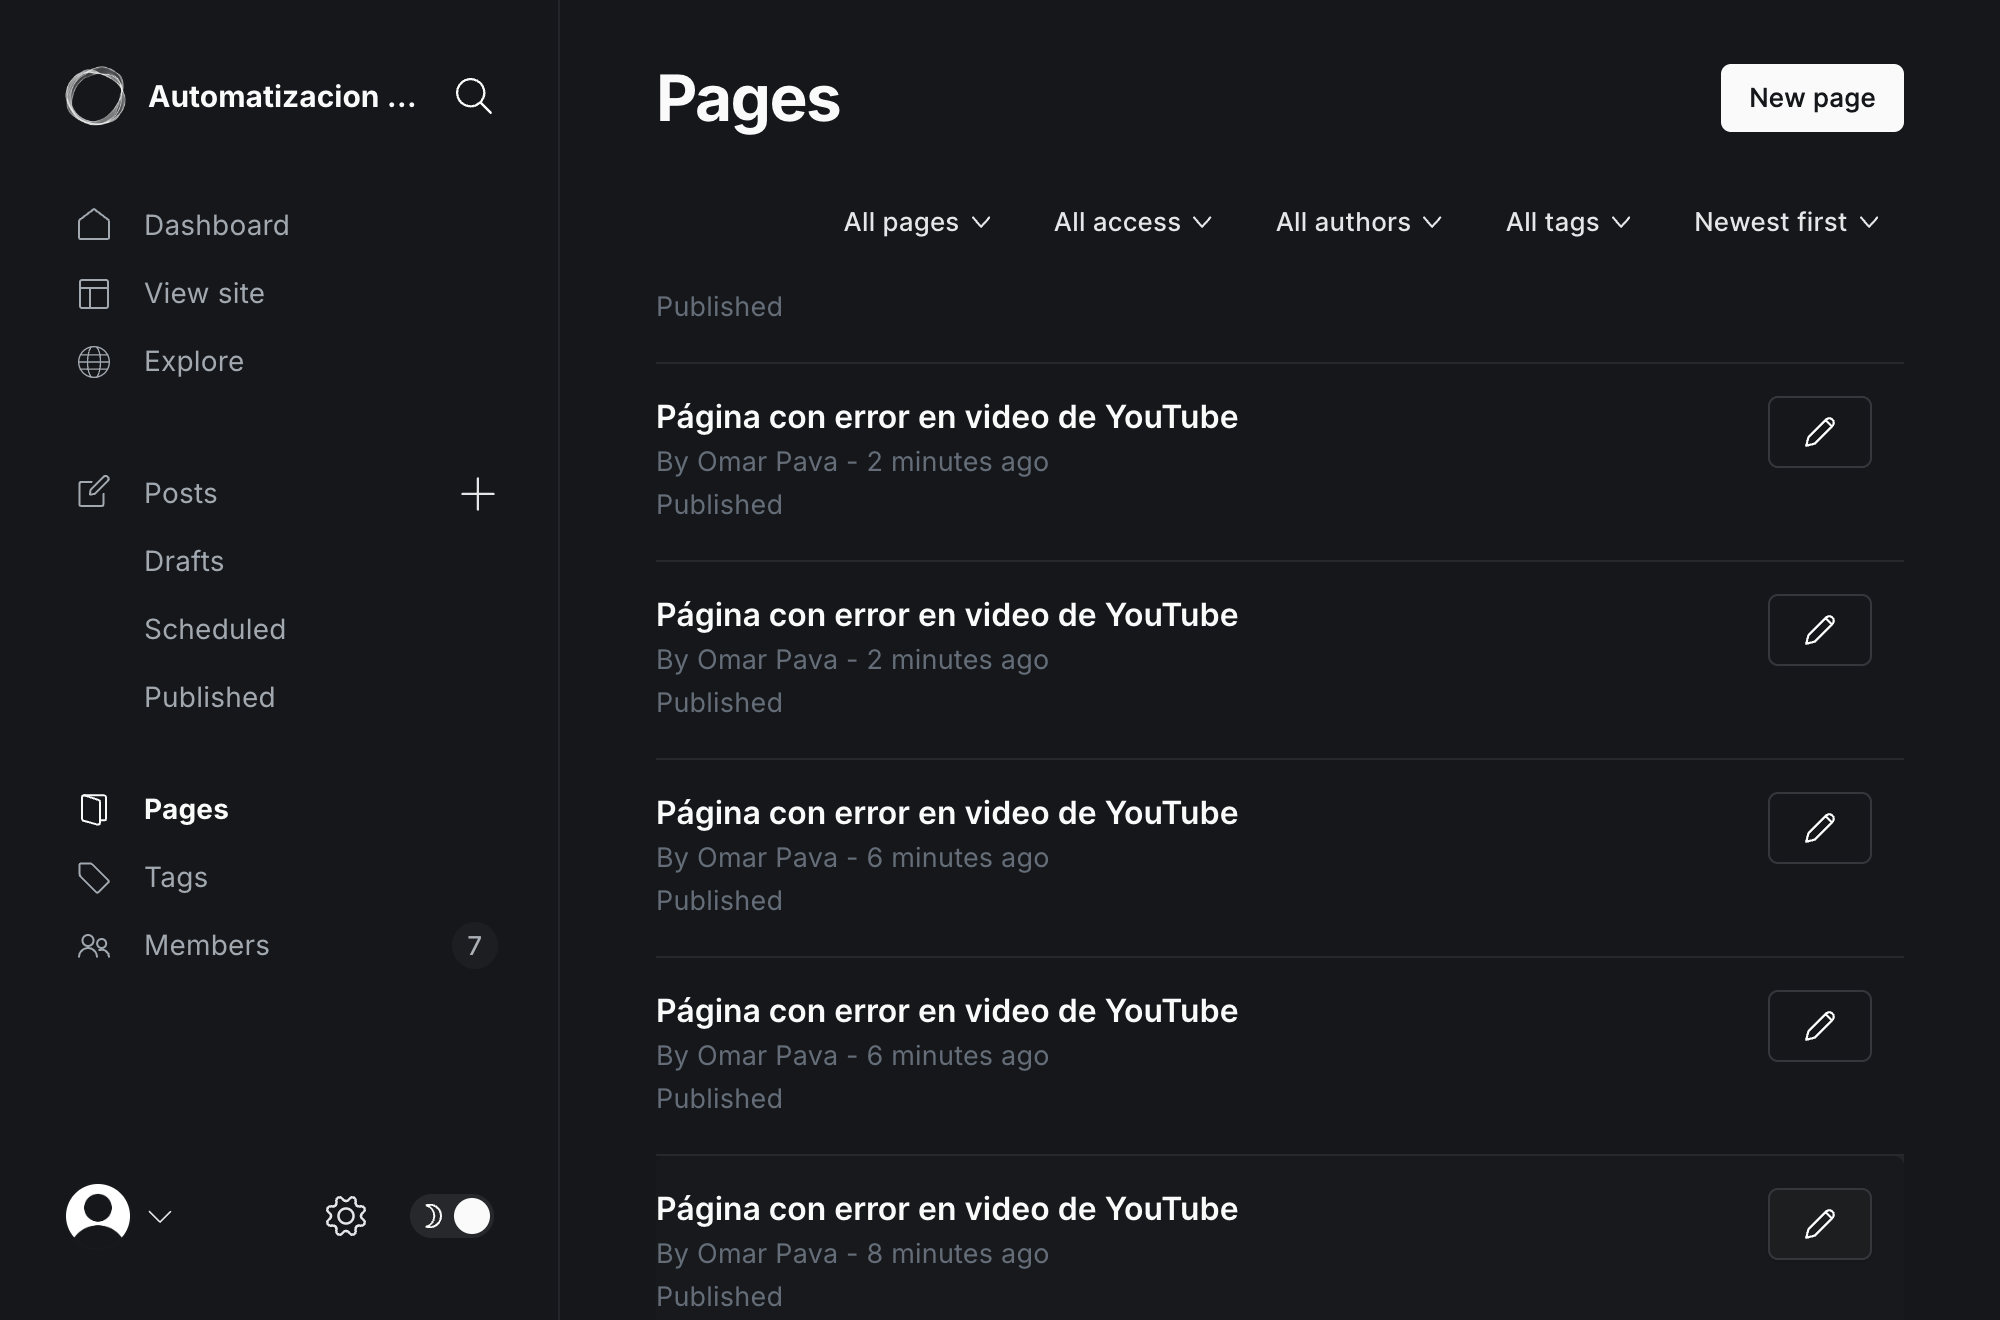 Automatizacion ...
Dashboard
View site
Explore
Posts
Drafts
Scheduled
Published
Pages
Tags
Members
7
Pages
New page
All pages
All access
All authors
All tags
Newest first
Published
Página con error en video de YouTube
By Omar Pava - 2 minutes ago
Published
Página con error en video de YouTube
By Omar Pava - 2 minutes ago
Published
Página con error en video de YouTube
By Omar Pava - 6 minutes ago
Published
Página con error en video de YouTube
By Omar Pava - 6 minutes ago
Published
Página con error en video de YouTube
By Omar Pava - 8 minutes ago
Published